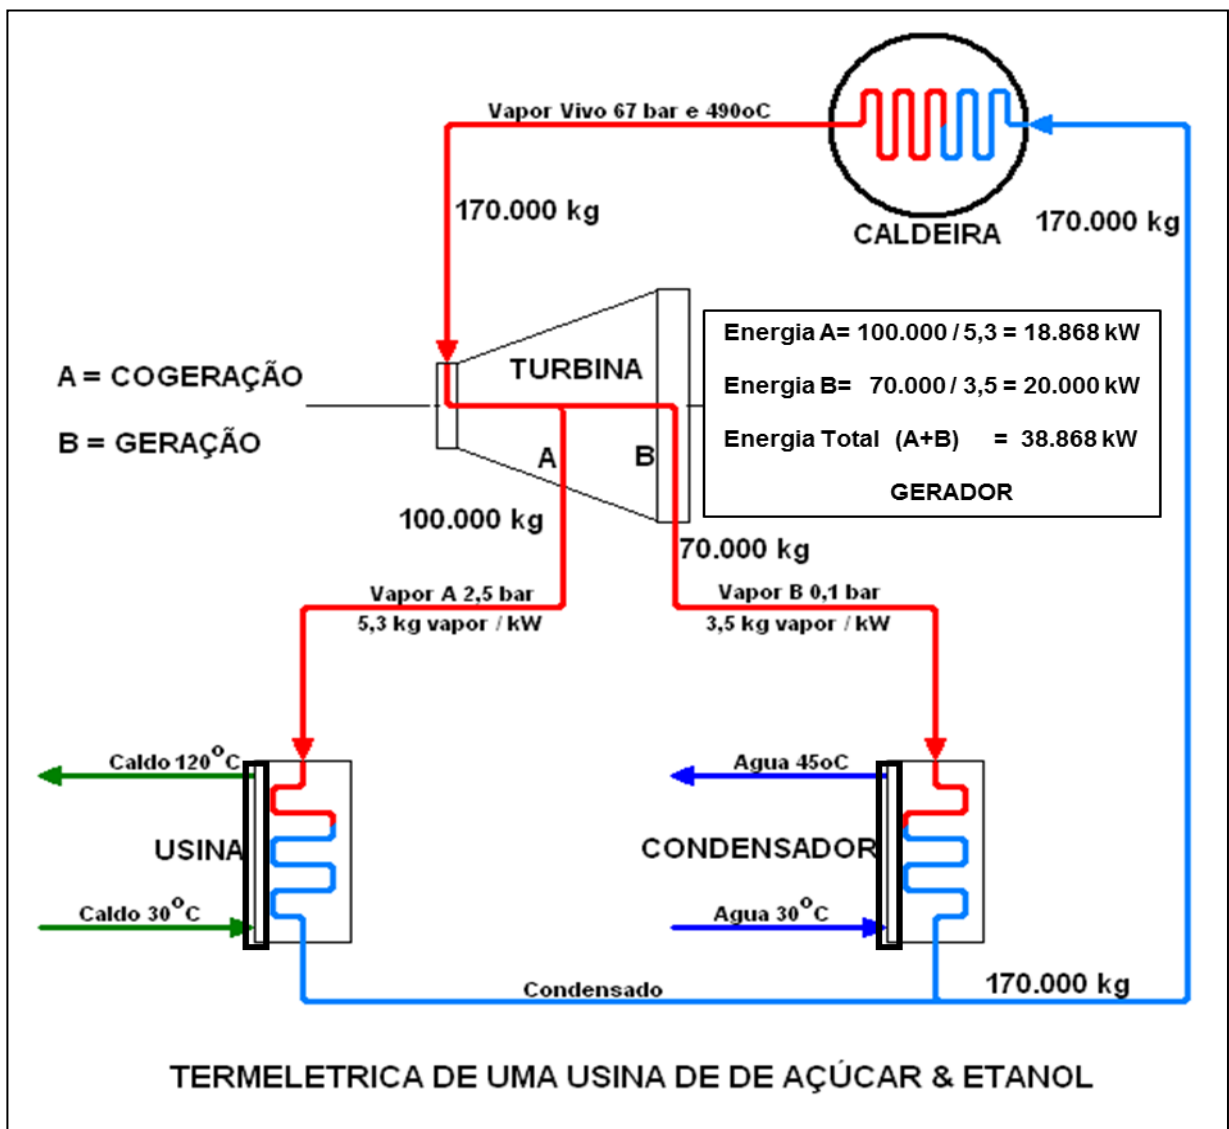 Vapor Vivo 67 bar e 490oC
170.000 kg
CALDEIRA
170.000 kg
A = COGERAÇÃO
B = GERAÇÃO
TURBINA
A
B
Energia A= 100.000 / 5,3 = 18.868 kW
Energia B= 70.000 / 3,5 = 20.000 kW
Energia Total (A+B) = 38.868 kW
GERADOR
100.000 kg
70.000 kg
Vapor A 2,5 bar
5,3 kg vapor / kW
Vapor B 0,1 bar
3,5 kg vapor / kW
Caldo 120°C
USINA
Caldo 30°C
Agua 45oC
CONDENSADOR
Agua 30°C
Condensado
170.000 kg
TERMELETRICA DE UMA USINA DE DE AÇÚCAR & ETANOL